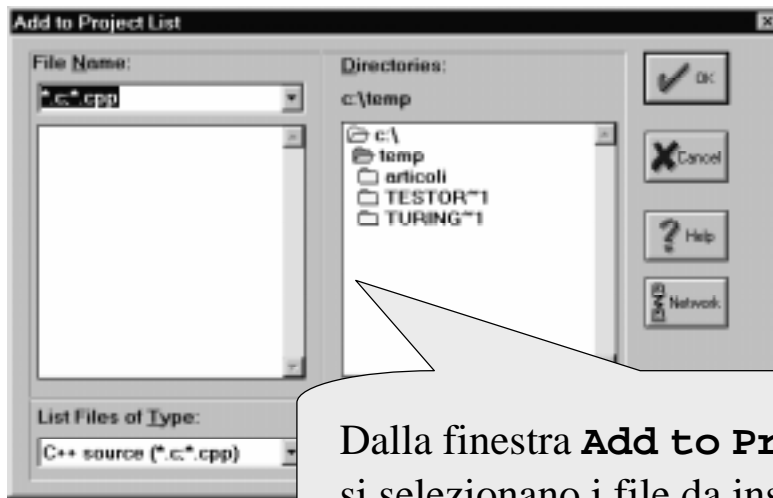 Add to Project List
File Name:
*.c;*.cpp
Directories:
c:\temp
c:\
temp
articoli
TESTOR~1
TURING~1
OK
Cancel
Help
Network
List Files of Type:
C++ source (*.c;*.cpp)
Dalla finestra Add to Pr
si selezionano i file da ins